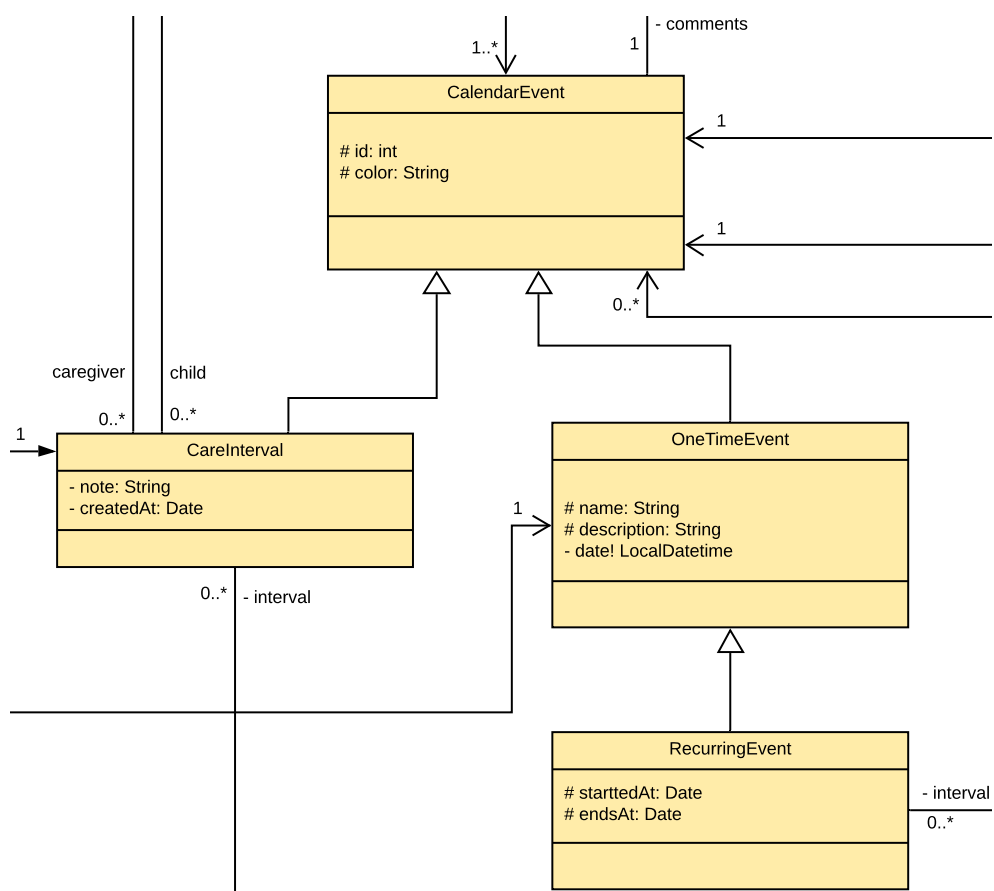 - comments
1..*
1
CalendarEvent
# id: int
# color: String
1
1
0..*
caregiver
child
0..*
0..*
1
CareInterval
- note: String
- createdAt: Date
0..*
- interval
OneTimeEvent
# name: String
# description: String
- date! LocalDatetime
1
RecurringEvent
# starttedAt: Date
# endsAt: Date
- interval
0..*